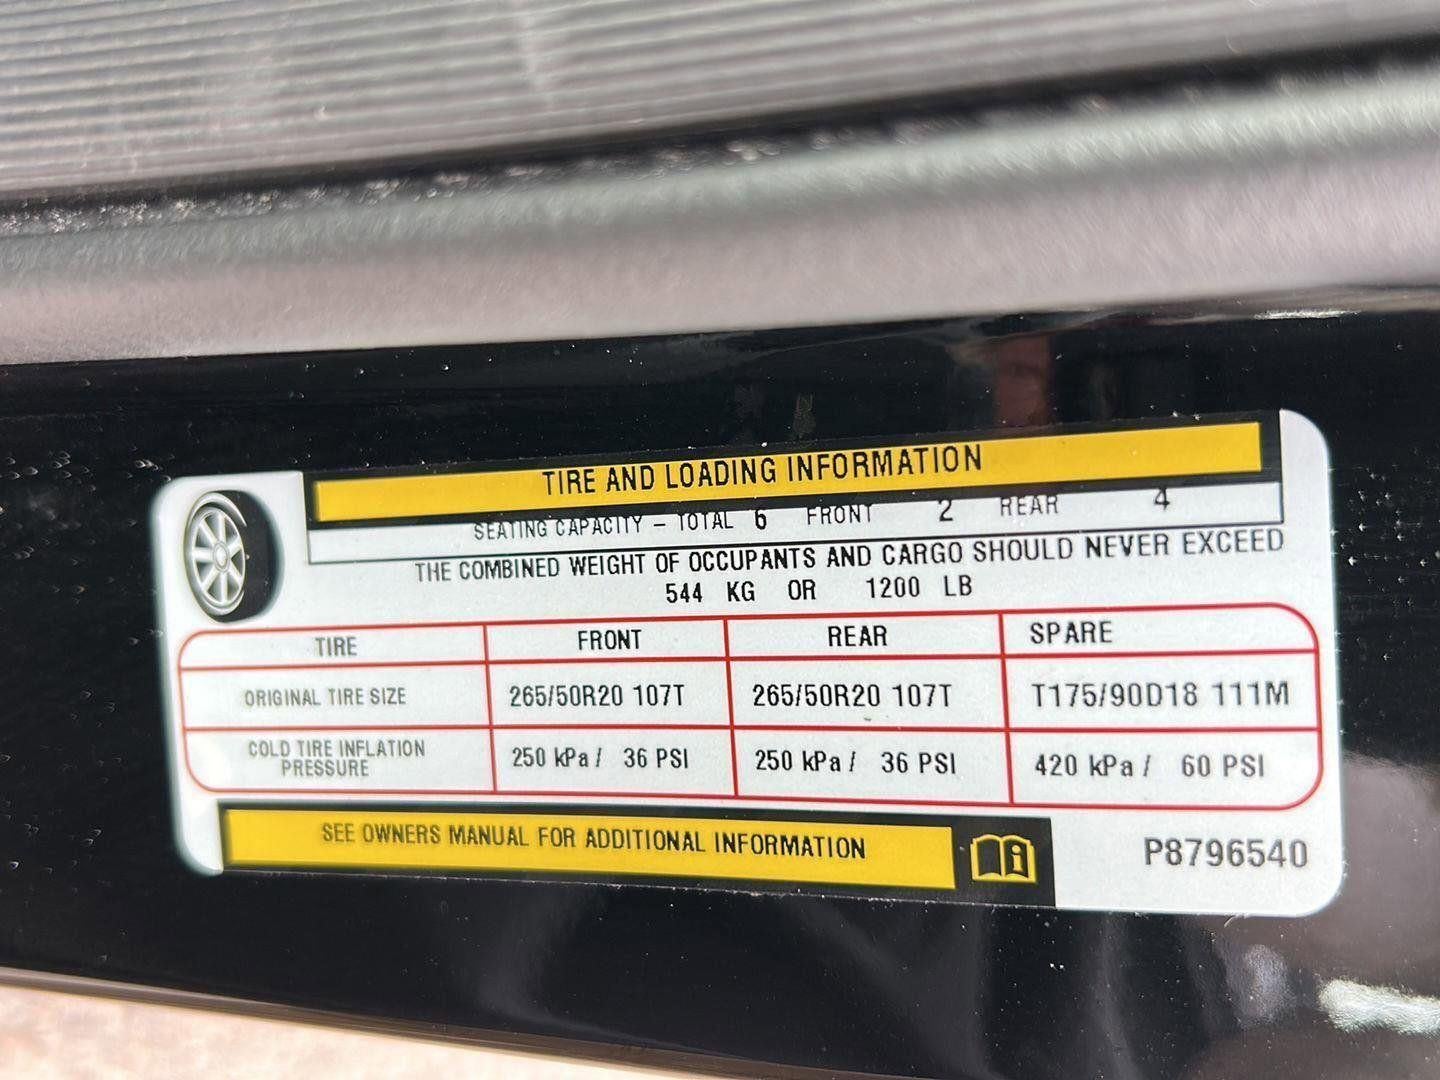 TIRE AND LOADING INFORMATION
SEATING CAPACITY – TOTAL 6 FRONT 2 REAR 4
THE COMBINED WEIGHT OF OCCUPANTS AND CARGO SHOULD NEVER EXCEED
544 KG OR 1200 LB
TIRE FRONT REAR SPARE
ORIGINAL TIRE SIZE 265/50R20 107T 265/50R20 107T T175/90D18 111M
COLD TIRE INFLATION
PRESSURE 250 kPa / 36 PSI 250 kPa / 36 PSI 420 kPa / 60 PSI
SEE OWNERS MANUAL FOR ADDITIONAL INFORMATION
P8796540